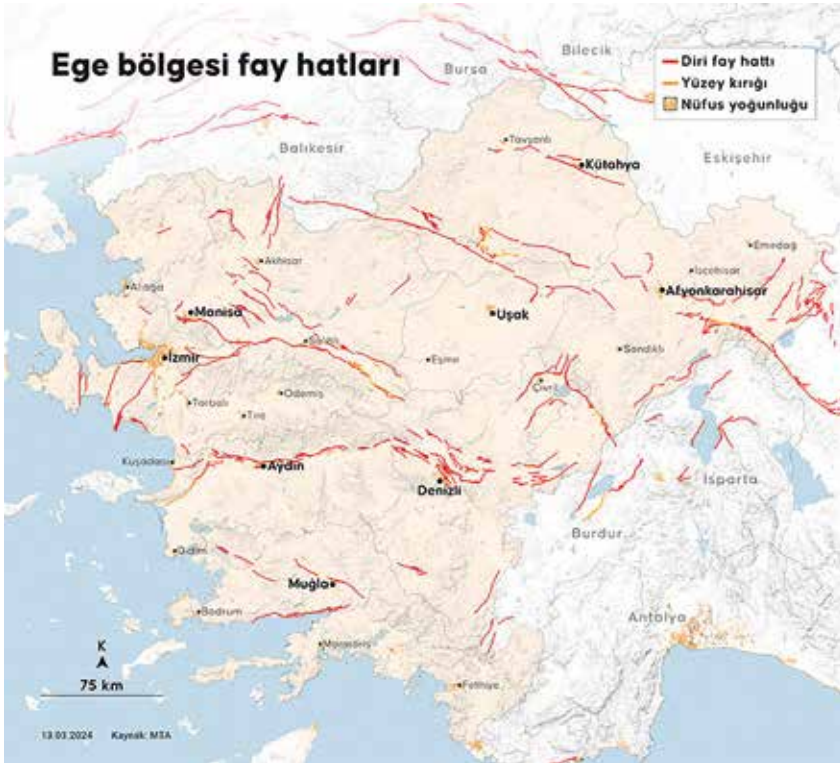 Ege bölgesi fay hatları
Diri fay hattı
Yüzey kırığı
Nüfus yoğunluğu
Bilecik
Bursa
Balıkesir
Tavşanlı
Kütahya
Eskişehir
Emirdağ
İscehisar
Akhisar
Aliağa
Afyonkarahisar
Manisa
Uşak
Salihli
Sandıklı
İzmir
Eşme
Çivril
Torbalı
Ödemiş
Tire
Kuşadası
Aydın
Denizli
Isparta
Burdur
Didim
Muğla
Bodrum
Antalya
Marmaris
Fethiye
K
75 km
13.03.2024 Kaynak: MTA